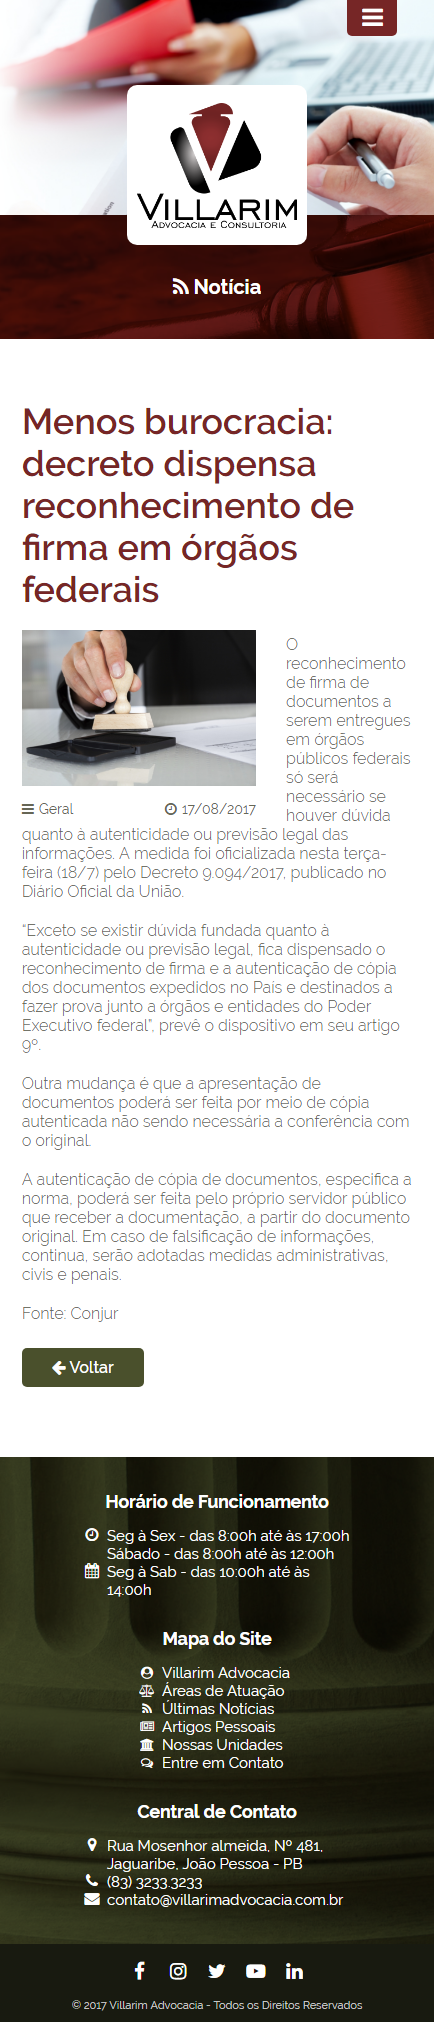 VILLARIM
ADVOCACIA E CONSULTORIA
Notícia
Menos burocracia:
decreto dispensa
reconhecimento de
firma em órgãos
federais
O
reconhecimento
de firma de
documentos a
serem entregues
em órgãos
públicos federais
só será
necessário se
houver dúvida
Geral 17/08/2017
quanto à autenticidade ou previsão legal das
informações. A medida foi oficializada nesta terça-
feira (18/7) pelo Decreto 9.094/2017, publicado no
Diário Oficial da União.
“Exceto se existir dúvida fundada quanto à
autenticidade ou previsão legal, fica dispensado o
reconhecimento de firma e a autenticação de cópia
dos documentos expedidos no País e destinados a
fazer prova junto a órgãos e entidades do Poder
Executivo federal”, prevê o dispositivo em seu artigo
9º.
Outra mudança é que a apresentação de
documentos poderá ser feita por meio de cópia
autenticada não sendo necessária a conferência com
o original.
A autenticação de cópia de documentos, especifica a
norma, poderá ser feita pelo próprio servidor público
que receber a documentação, a partir do documento
original. Em caso de falsificação de informações,
continua, serão adotadas medidas administrativas,
civis e penais.
Fonte: Conjur
Voltar
Horário de Funcionamento
Seg à Sex - das 8:00h até às 17:00h
Sábado - das 8:00h até às 12:00h
Seg à Sab - das 10:00h até às
14:00h
Mapa do Site
Villarim Advocacia
Áreas de Atuação
Últimas Notícias
Artigos Pessoais
Nossas Unidades
Entre em Contato
Central de Contato
Rua Mosenhor almeida, Nº 481,
Jaguaribe, João Pessoa - PB
(83) 3233.3233
contato@villarimadvocacia.com.br
© 2017 Villarim Advocacia - Todos os Direitos Reservados